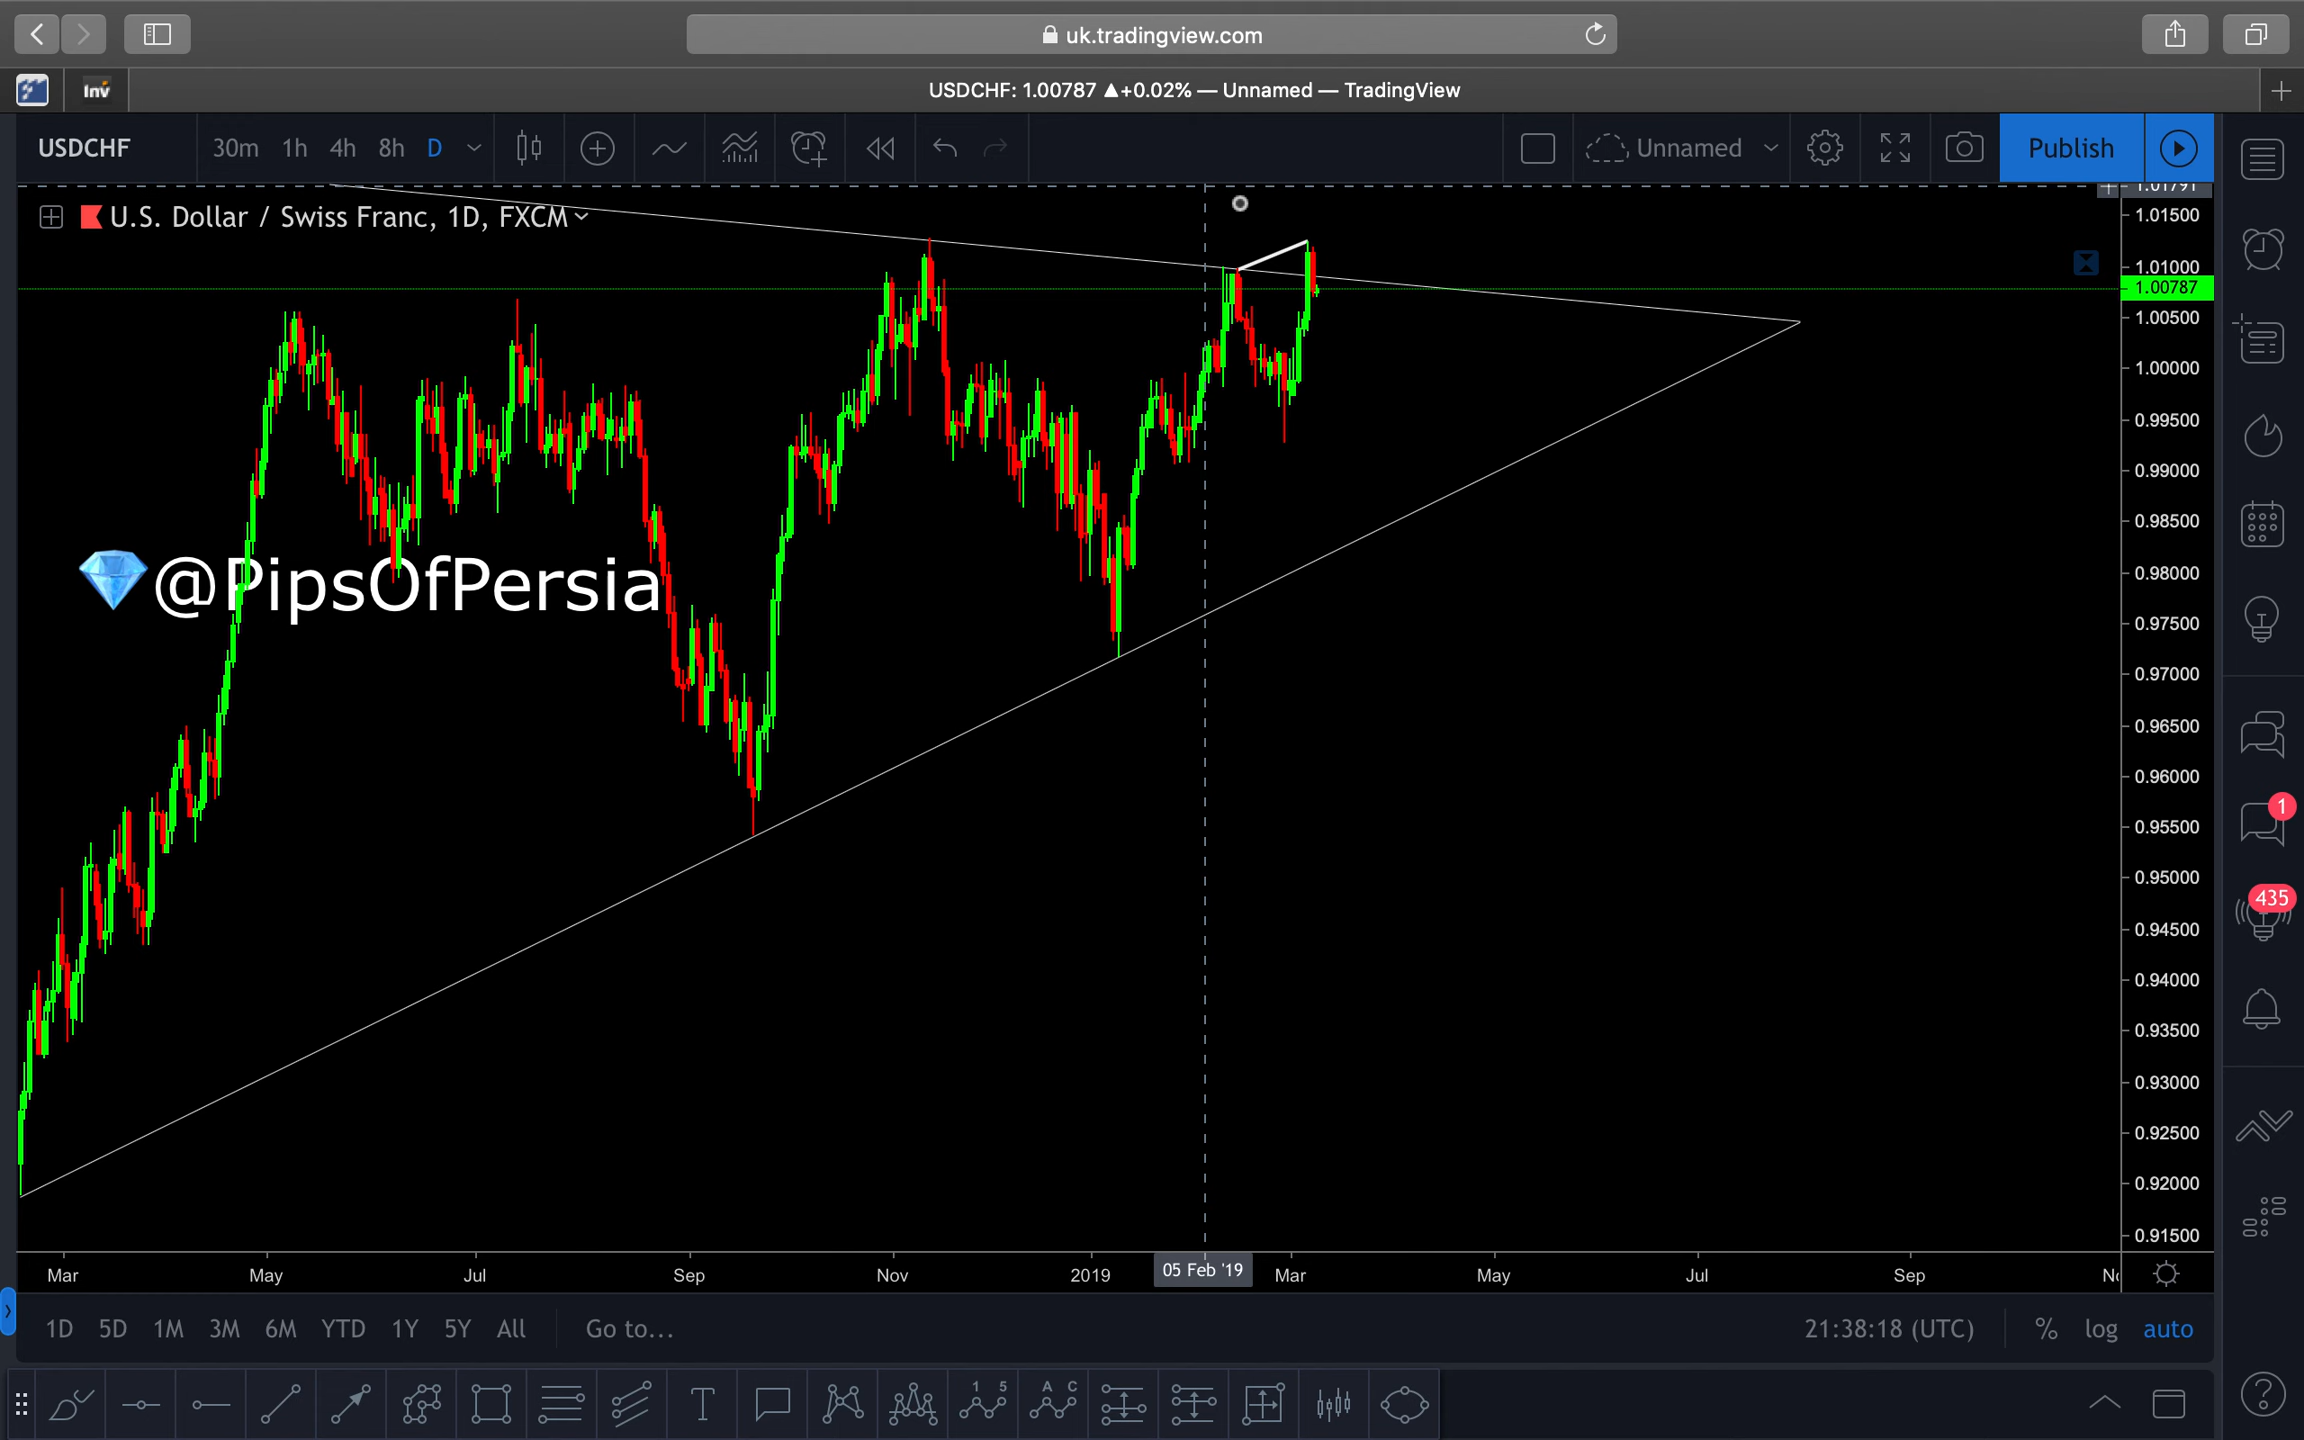 uk.tradingview.com
Inv
USDCHF: 1.00787 ▲+0.02% — Unnamed — TradingView
USDCHF 30m 1h 4h 8h D Unnamed Publish
U.S. Dollar / Swiss Franc, 1D, FXCM
@PipsOfPersia
1.01791
1.01500
1.01000
1.00787
1.00500
1.00000
0.99500
0.99000
0.98500
0.98000
0.97500
0.97000
0.96500
0.96000
0.95500
0.95000
0.94500
0.94000
0.93500
0.93000
0.92500
0.92000
0.91500
1
435
Mar May Jul Sep Nov 2019 05 Feb '19 Mar May Jul Sep
1D 5D 1M 3M 6M YTD 1Y 5Y All Go to... 21:38:18 (UTC) % log auto
T 1 5 A C